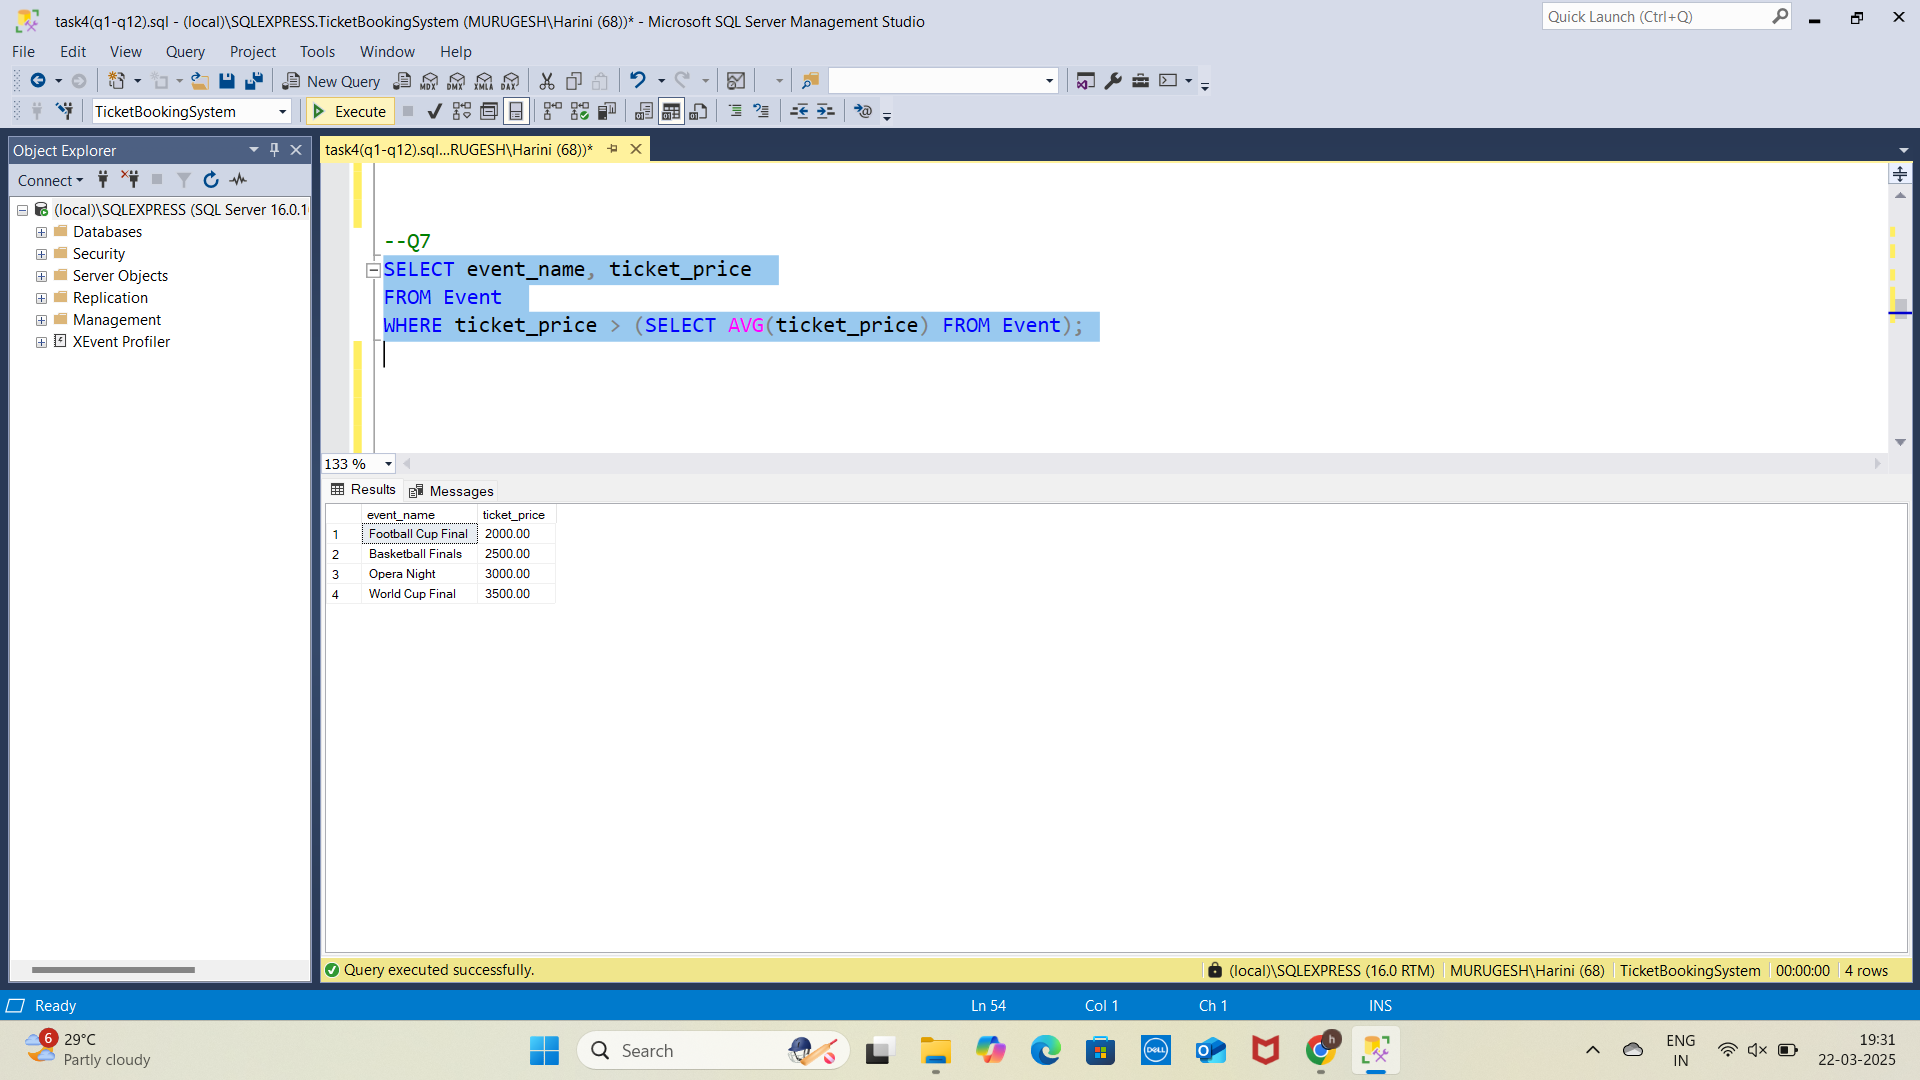 task4(q1-q12).sql - (local)\SQLEXPRESS.TicketBookingSystem (MURUGESH\Harini (68))* - Microsoft SQL Server Management Studio
Quick Launch (Ctrl+Q)
File Edit View Query Project Tools Window Help
New Query MDX DMX XMLA DAX
TicketBookingSystem Execute
Object Explorer
task4(q1-q12).sql...RUGESH\Harini (68))*
Connect
(local)\SQLEXPRESS (SQL Server 16.0.1
Databases
Security
Server Objects
Replication
Management
XEvent Profiler
--Q7
SELECT event_name, ticket_price
FROM Event
WHERE ticket_price > (SELECT AVG(ticket_price) FROM Event);
133 %
Results Messages
event_name ticket_price
1 Football Cup Final 2000.00
2 Basketball Finals 2500.00
3 Opera Night 3000.00
4 World Cup Final 3500.00
Query executed successfully.
(local)\SQLEXPRESS (16.0 RTM) MURUGESH\Harini (68) TicketBookingSystem 00:00:00 4 rows
Ready Ln 54 Col 1 Ch 1 INS
6 29°C
Partly cloudy
Search
DELL
h
ENG
IN
19:31
22-03-2025